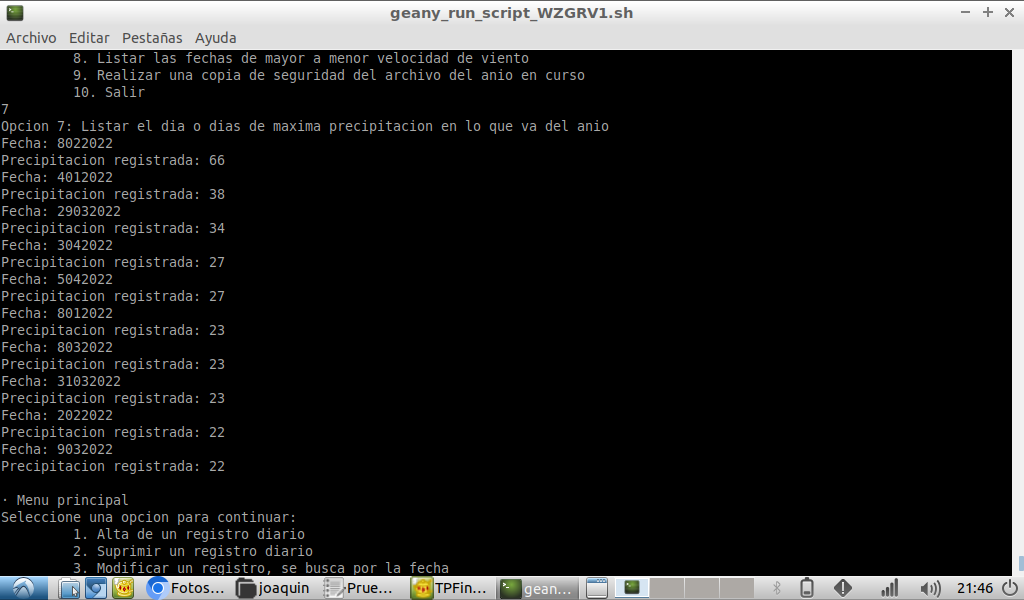 geany_run_script_WZGRV1.sh
Archivo Editar Pestañas Ayuda
8. Listar las fechas de mayor a menor velocidad de viento
9. Realizar una copia de seguridad del archivo del anio en curso
10. Salir
7
Opcion 7: Listar el dia o dias de maxima precipitacion en lo que va del anio
Fecha: 8022022
Precipitacion registrada: 66
Fecha: 4012022
Precipitacion registrada: 38
Fecha: 29032022
Precipitacion registrada: 34
Fecha: 3042022
Precipitacion registrada: 27
Fecha: 5042022
Precipitacion registrada: 27
Fecha: 8012022
Precipitacion registrada: 23
Fecha: 8032022
Precipitacion registrada: 23
Fecha: 31032022
Precipitacion registrada: 23
Fecha: 2022022
Precipitacion registrada: 22
Fecha: 9032022
Precipitacion registrada: 22
· Menu principal
Seleccione una opcion para continuar:
1. Alta de un registro diario
2. Suprimir un registro diario
3. Modificar un registro, se busca por la fecha
Fotos... joaquin Prue... TPFin... gean... 21:46